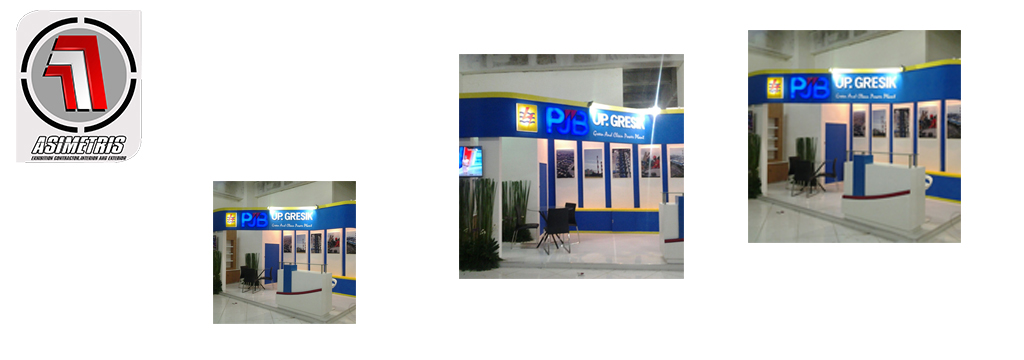 ASIMETRIS
EXHIBITION CONTRACTOR, INTERIOR AND EXTERIOR
PJB UP. GRESIK
PJB UP. GRESIK
PJB UP. GRESIK